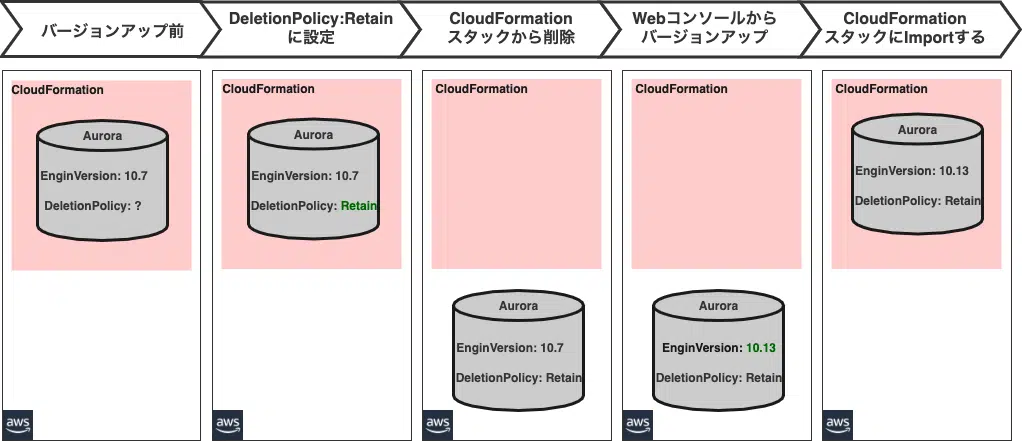 バージョンアップ前
DeletionPolicy:Retain
に設定
CloudFormation
スタックから削除
Webコンソールから
バージョンアップ
CloudFormation
スタックにImportする
CloudFormation
Aurora
EnginVersion: 10.7
DeletionPolicy: ?
aws
CloudFormation
Aurora
EnginVersion: 10.7
DeletionPolicy: Retain
aws
CloudFormation
Aurora
EnginVersion: 10.7
DeletionPolicy: Retain
aws
CloudFormation
Aurora
EnginVersion: 10.13
DeletionPolicy: Retain
aws
CloudFormation
Aurora
EnginVersion: 10.13
DeletionPolicy: Retain
aws